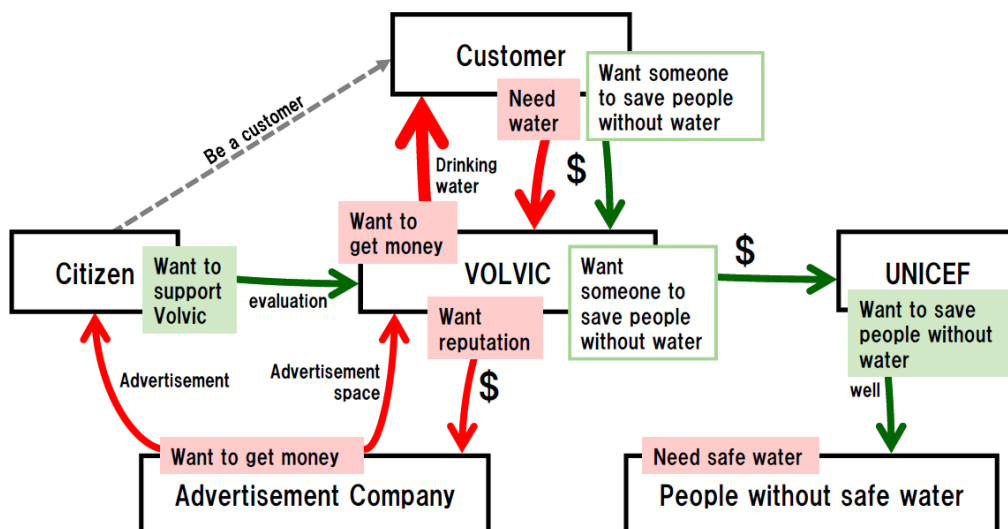 Customer
Need
water
Want someone
to save people
without water
Be a customer
Drinking
water
$
Want to
get money
Citizen
Want to
support
Volvic
evaluation
VOLVIC
Want
someone to
save people
without water
$
UNICEF
Want to save
people without
water
Want
reputation
Advertisement
Advertisement
space
$
well
Want to get money
Advertisement Company
Need safe water
People without safe water